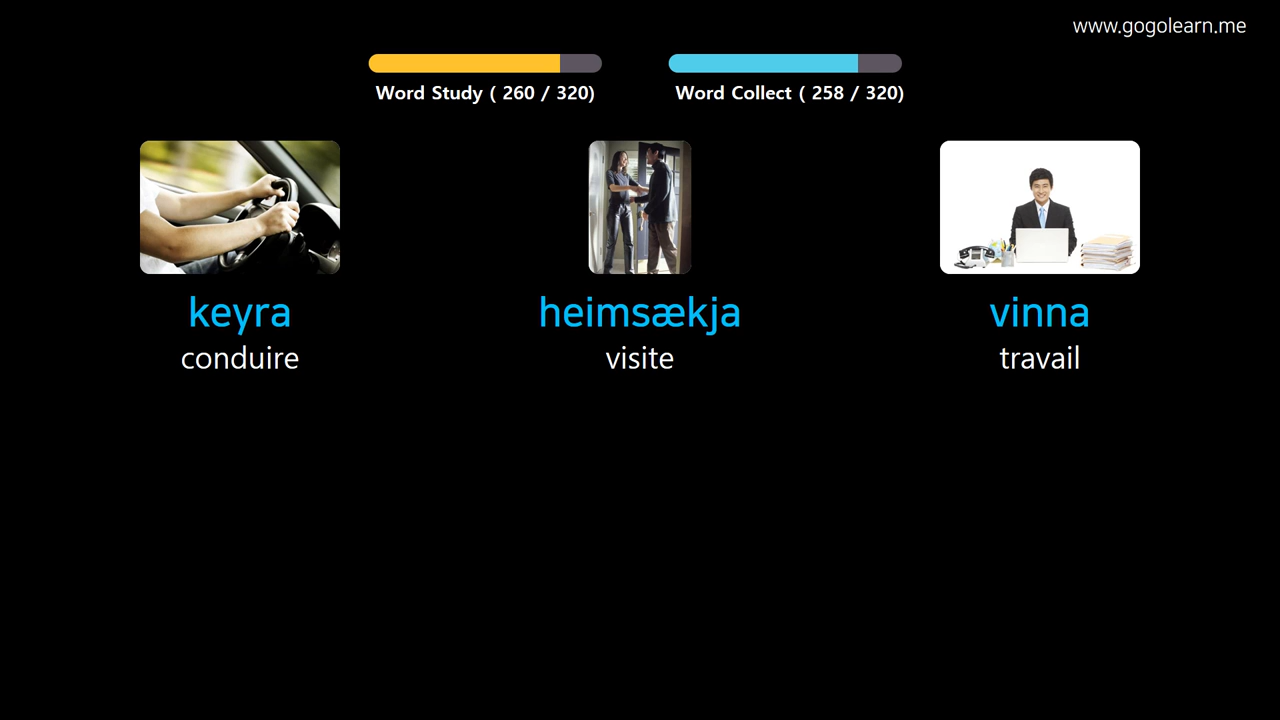 www.gogolearn.me
Word Study ( 260 / 320)
Word Collect ( 258 / 320)
keyra
heimsækja
vinna
conduire
visite
travail